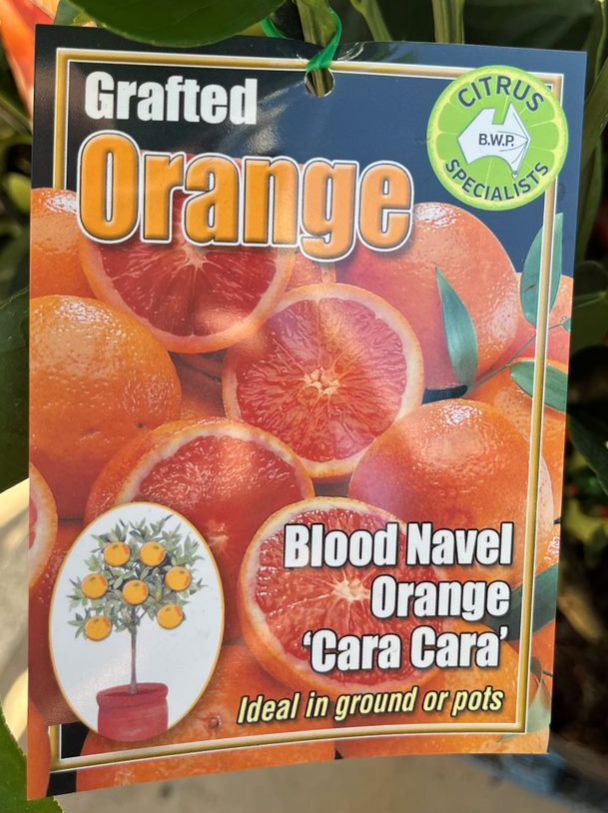 Grafted
Orange
CITRUS
B.W.P.
SPECIALISTS
Blood Navel
Orange
‘Cara Cara’
Ideal in ground or pots